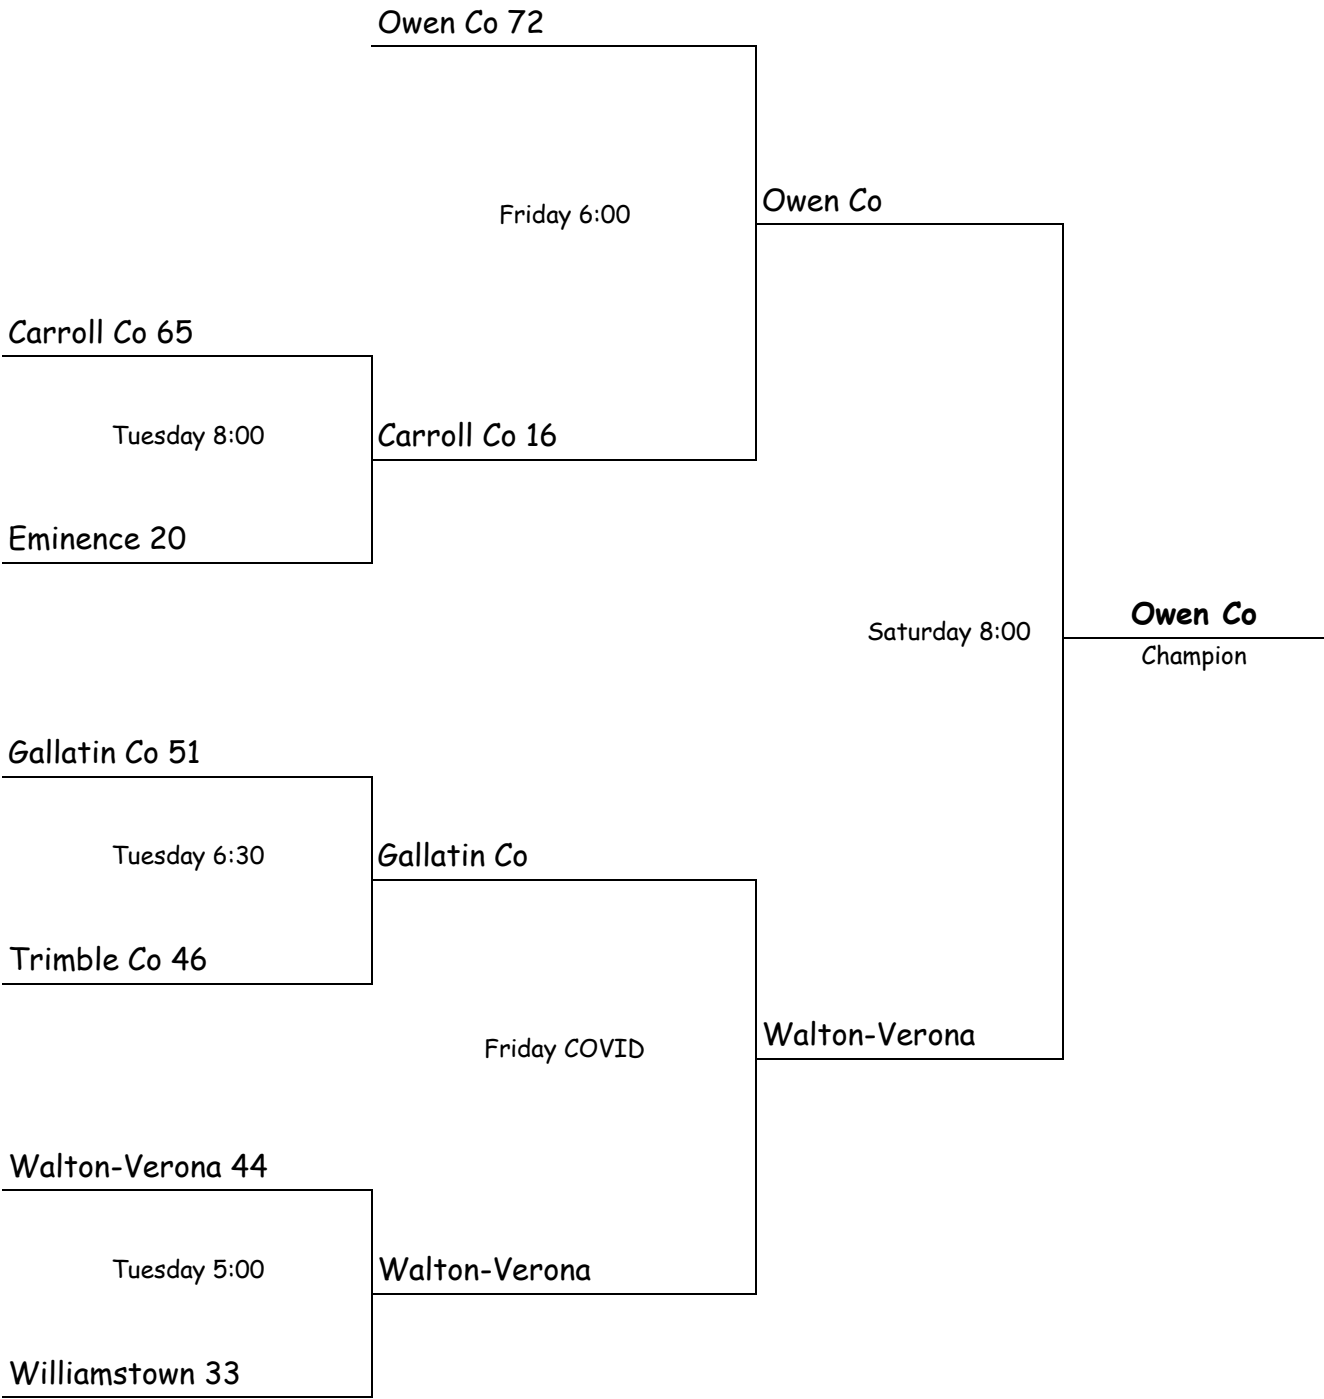 Owen Co 72
Friday 6:00
Owen Co
Carroll Co 65
Tuesday 8:00
Carroll Co 16
Eminence 20
Owen Co
Saturday 8:00
Champion
Gallatin Co 51
Tuesday 6:30
Gallatin Co
Trimble Co 46
Friday COVID
Walton-Verona
Walton-Verona 44
Tuesday 5:00
Walton-Verona
Williamstown 33